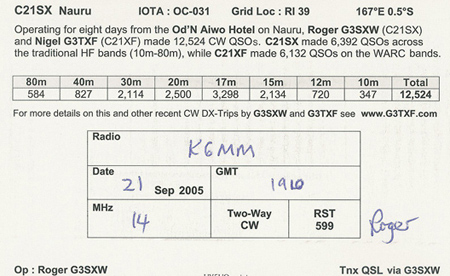 C21SX Nauru IOTA : OC-031 Grid Loc : RI 39 167°E 0.5°S
Operating for eight days from the Od'N Aiwo Hotel on Nauru, Roger G3SXW (C21SX)
and Nigel G3TXF (C21XF) made 12,524 CW QSOs. C21SX made 6,392 QSOs across
the traditional HF bands (10m-80m), while C21XF made 6,132 QSOs on the WARC bands.
80m 40m 30m 20m 17m 15m 12m 10m Total
584 827 2,114 2,500 3,298 2,134 720 347 12,524
For more details on this and other recent CW DX-Trips by G3SXW and G3TXF see www.G3TXF.com
Radio
K6MM
Date GMT
21 Sep 2005 1910
MHz Two-Way RST
14 CW 599
Roger
Op : Roger G3SXW Tnx QSL via G3SXW